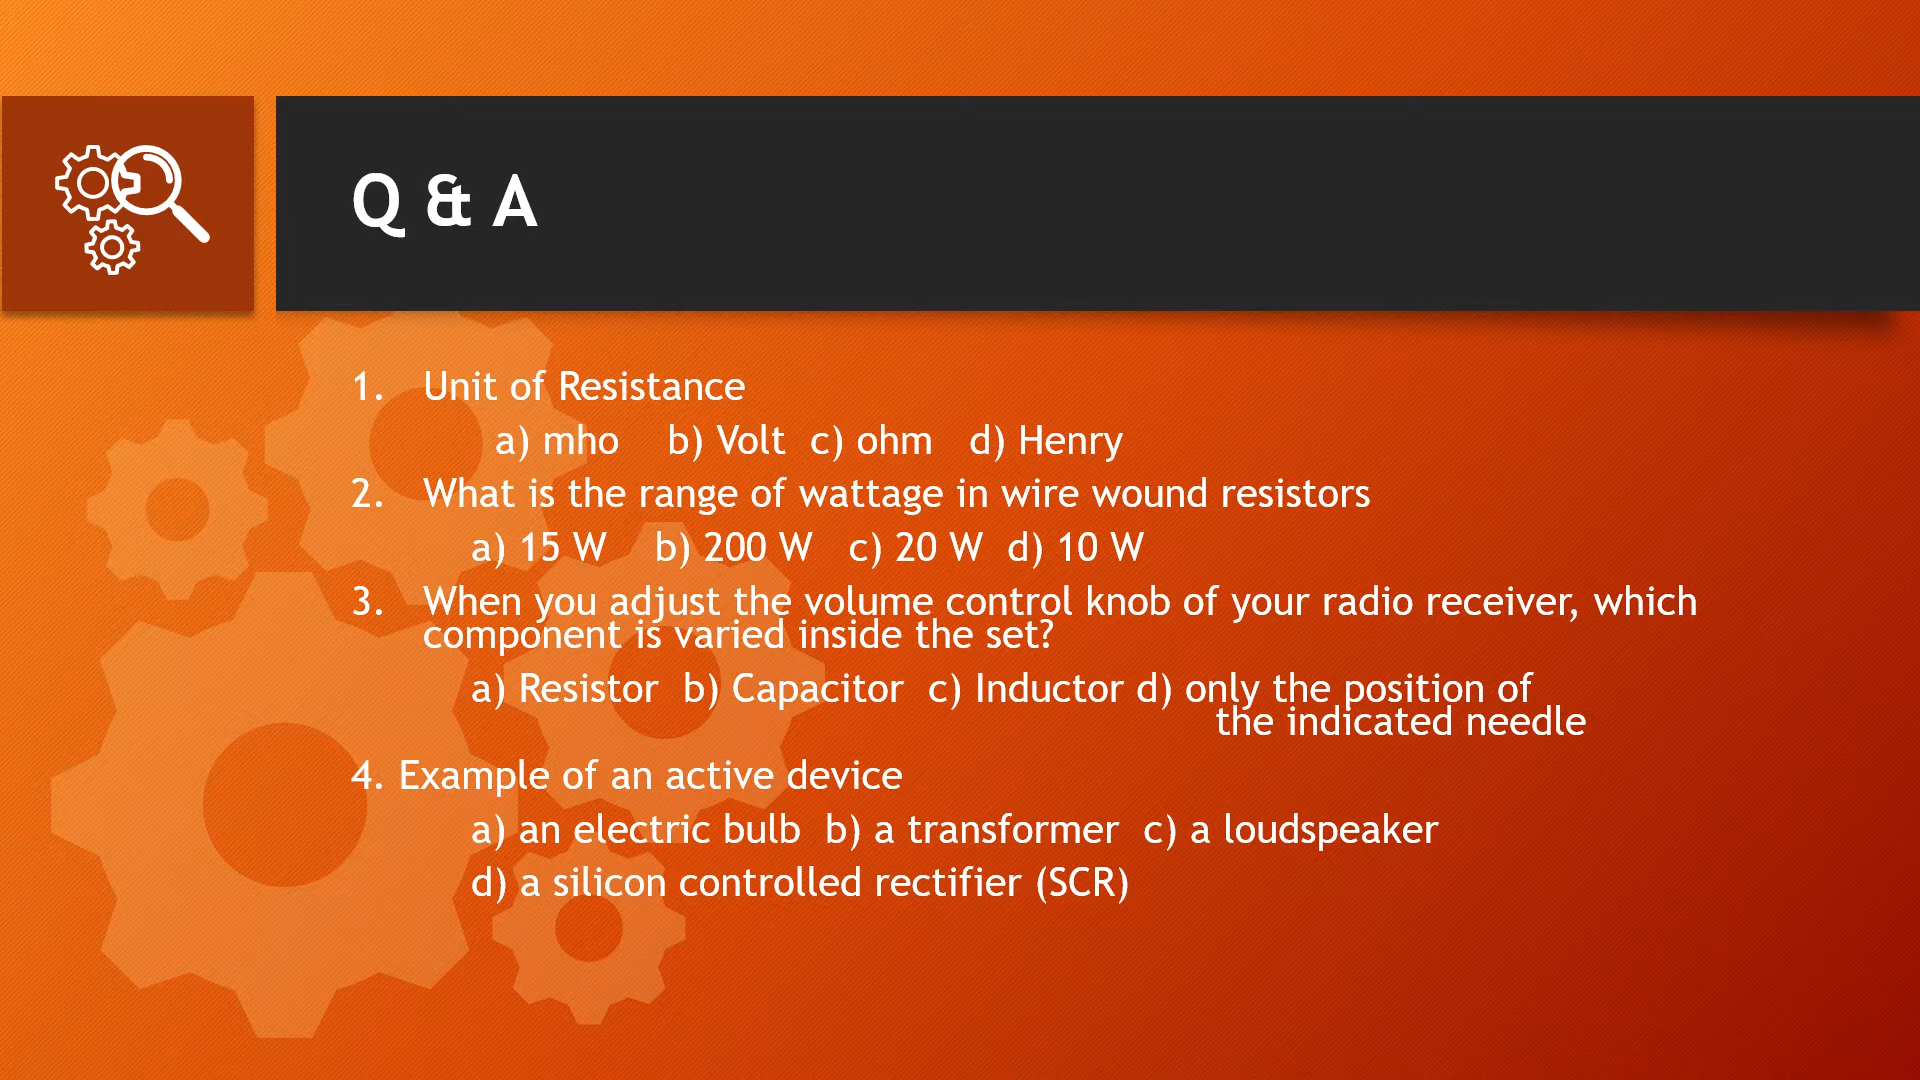 Q & A
1. Unit of Resistance
a) mho b) Volt c) ohm d) Henry
2. What is the range of wattage in wire wound resistors
a) 15 W b) 200 W c) 20 W d) 10 W
3. When you adjust the volume control knob of your radio receiver, which
component is varied inside the set?
a) Resistor b) Capacitor c) Inductor d) only the position of
the indicated needle
4. Example of an active device
a) an electric bulb b) a transformer c) a loudspeaker
d) a silicon controlled rectifier (SCR)